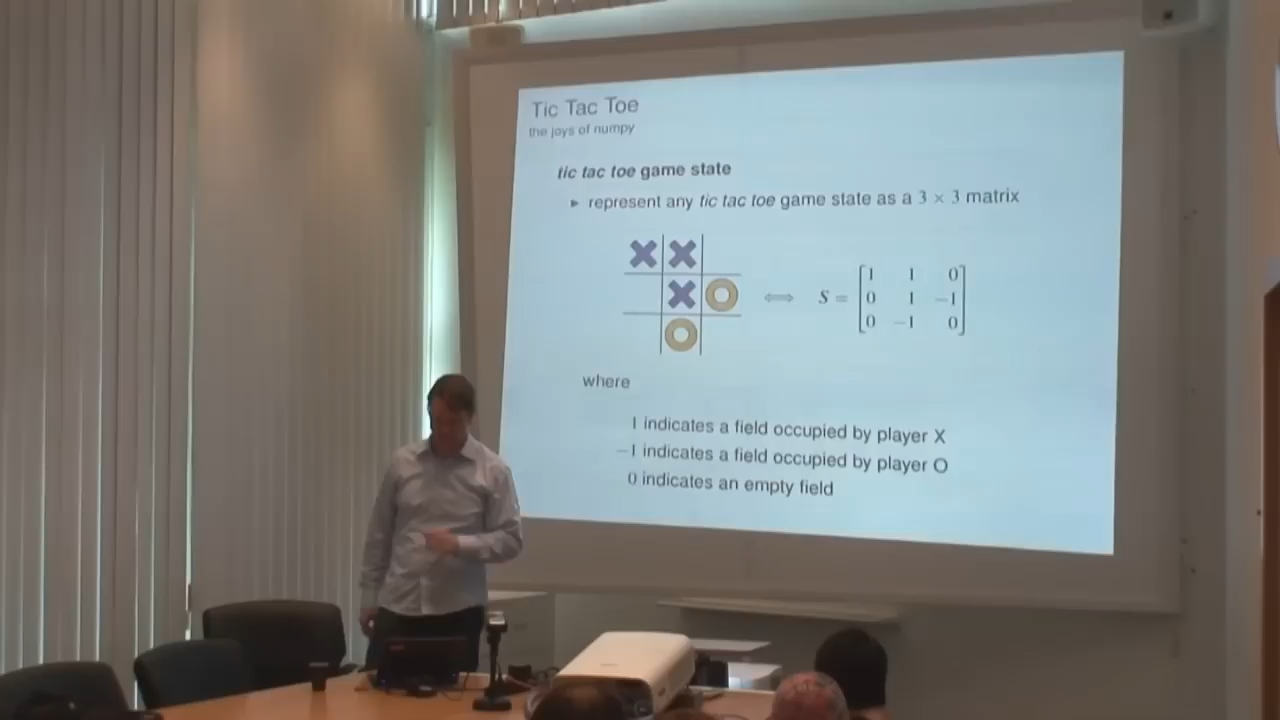 Tic Tac Toe
the joys of numpy
tic tac toe game state
► represent any tic tac toe game state as a 3 × 3 matrix
⟺ S = [1 1 0
0 1 −1
0 −1 0]
where
1 indicates a field occupied by player X
−1 indicates a field occupied by player O
0 indicates an empty field